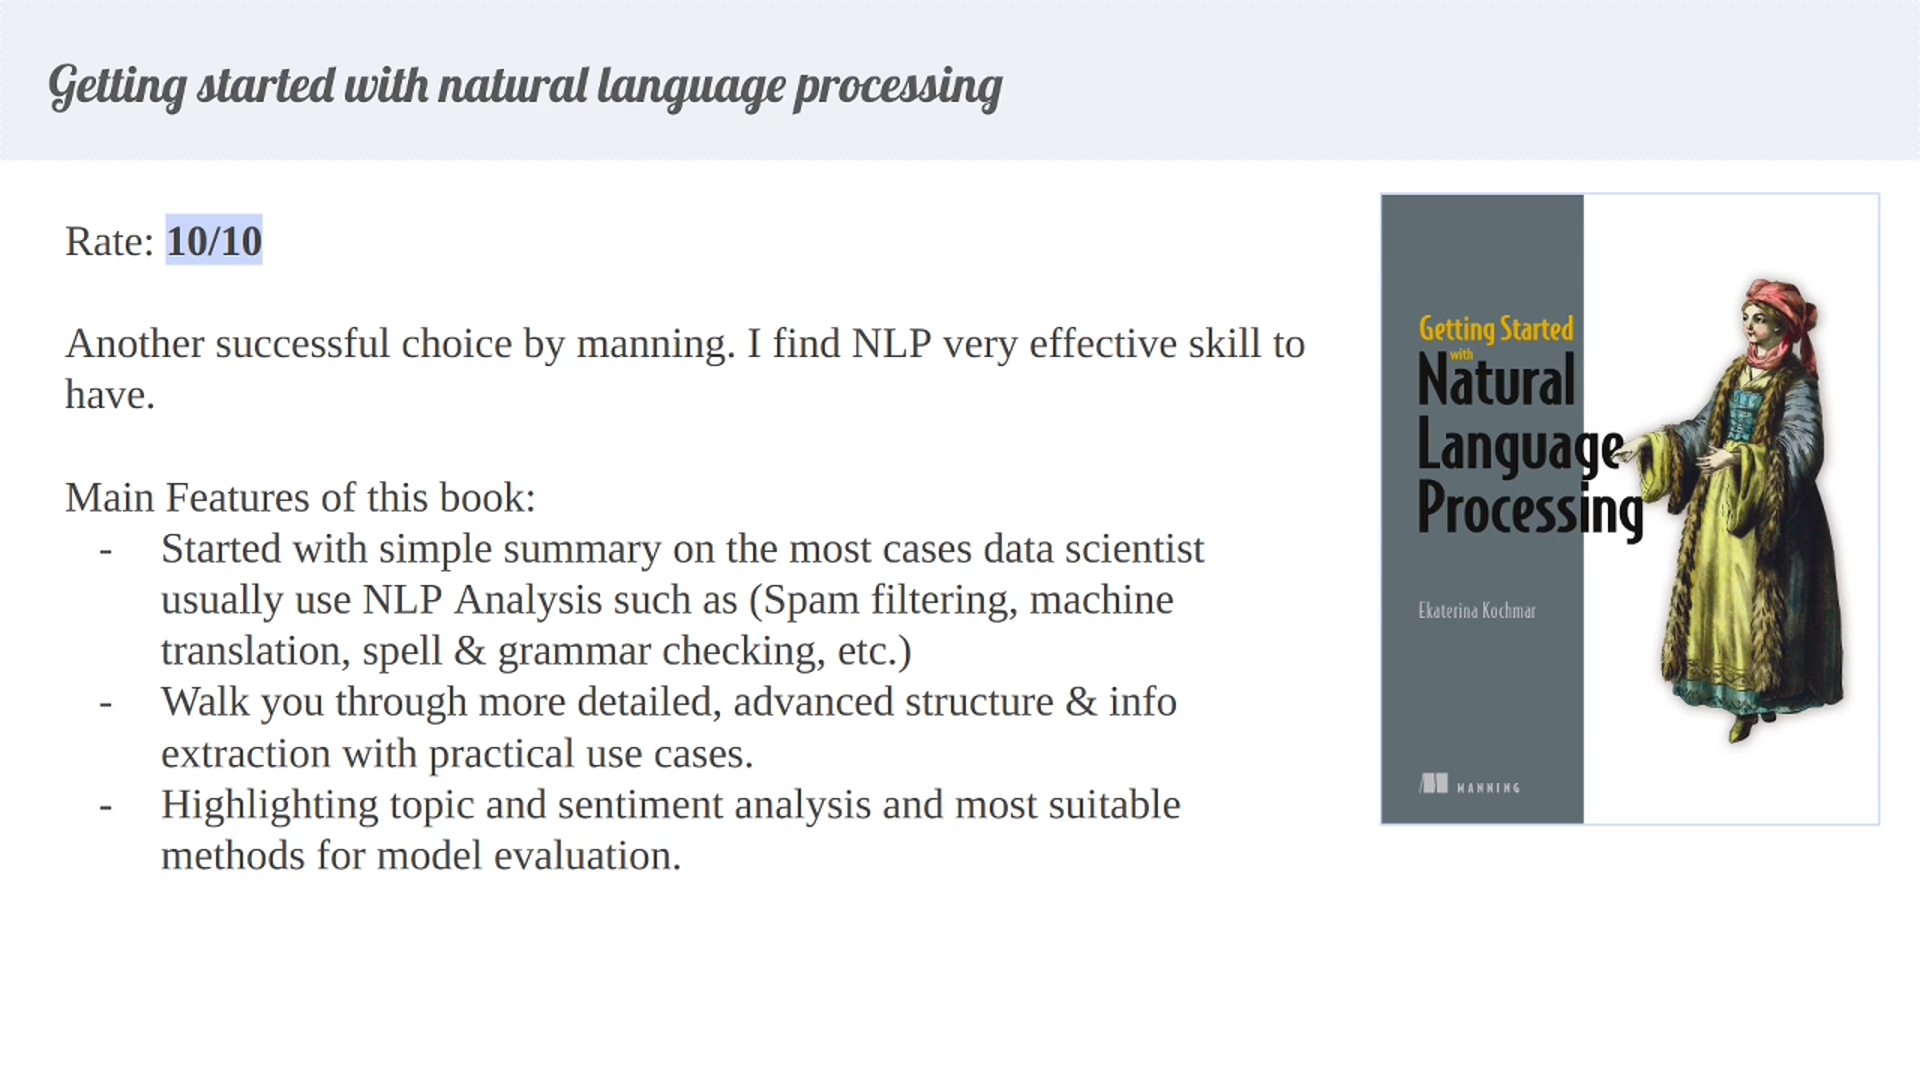 Getting started with natural language processing
Rate: 10/10
Another successful choice by manning. I find NLP very effective skill to
have.
Main Features of this book:
- Started with simple summary on the most cases data scientist
usually use NLP Analysis such as (Spam filtering, machine
translation, spell & grammar checking, etc.)
- Walk you through more detailed, advanced structure & info
extraction with practical use cases.
- Highlighting topic and sentiment analysis and most suitable
methods for model evaluation.
Getting Started
with
Natural
Language
Processing
Ekaterina Kochmar
MANNING